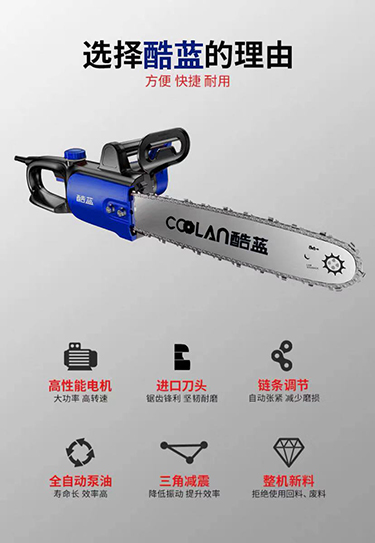 选择酷蓝的理由
方便 快捷 耐用
酷蓝
COOLAN酷蓝
高性能电机
大功率 高转速
进口刀头
锯齿锋利 坚韧耐磨
链条调节
自动张紧 减少磨损
全自动泵油
寿命长 效率高
三角减震
降低振动 提升效率
整机新料
拒绝使用回料、废料